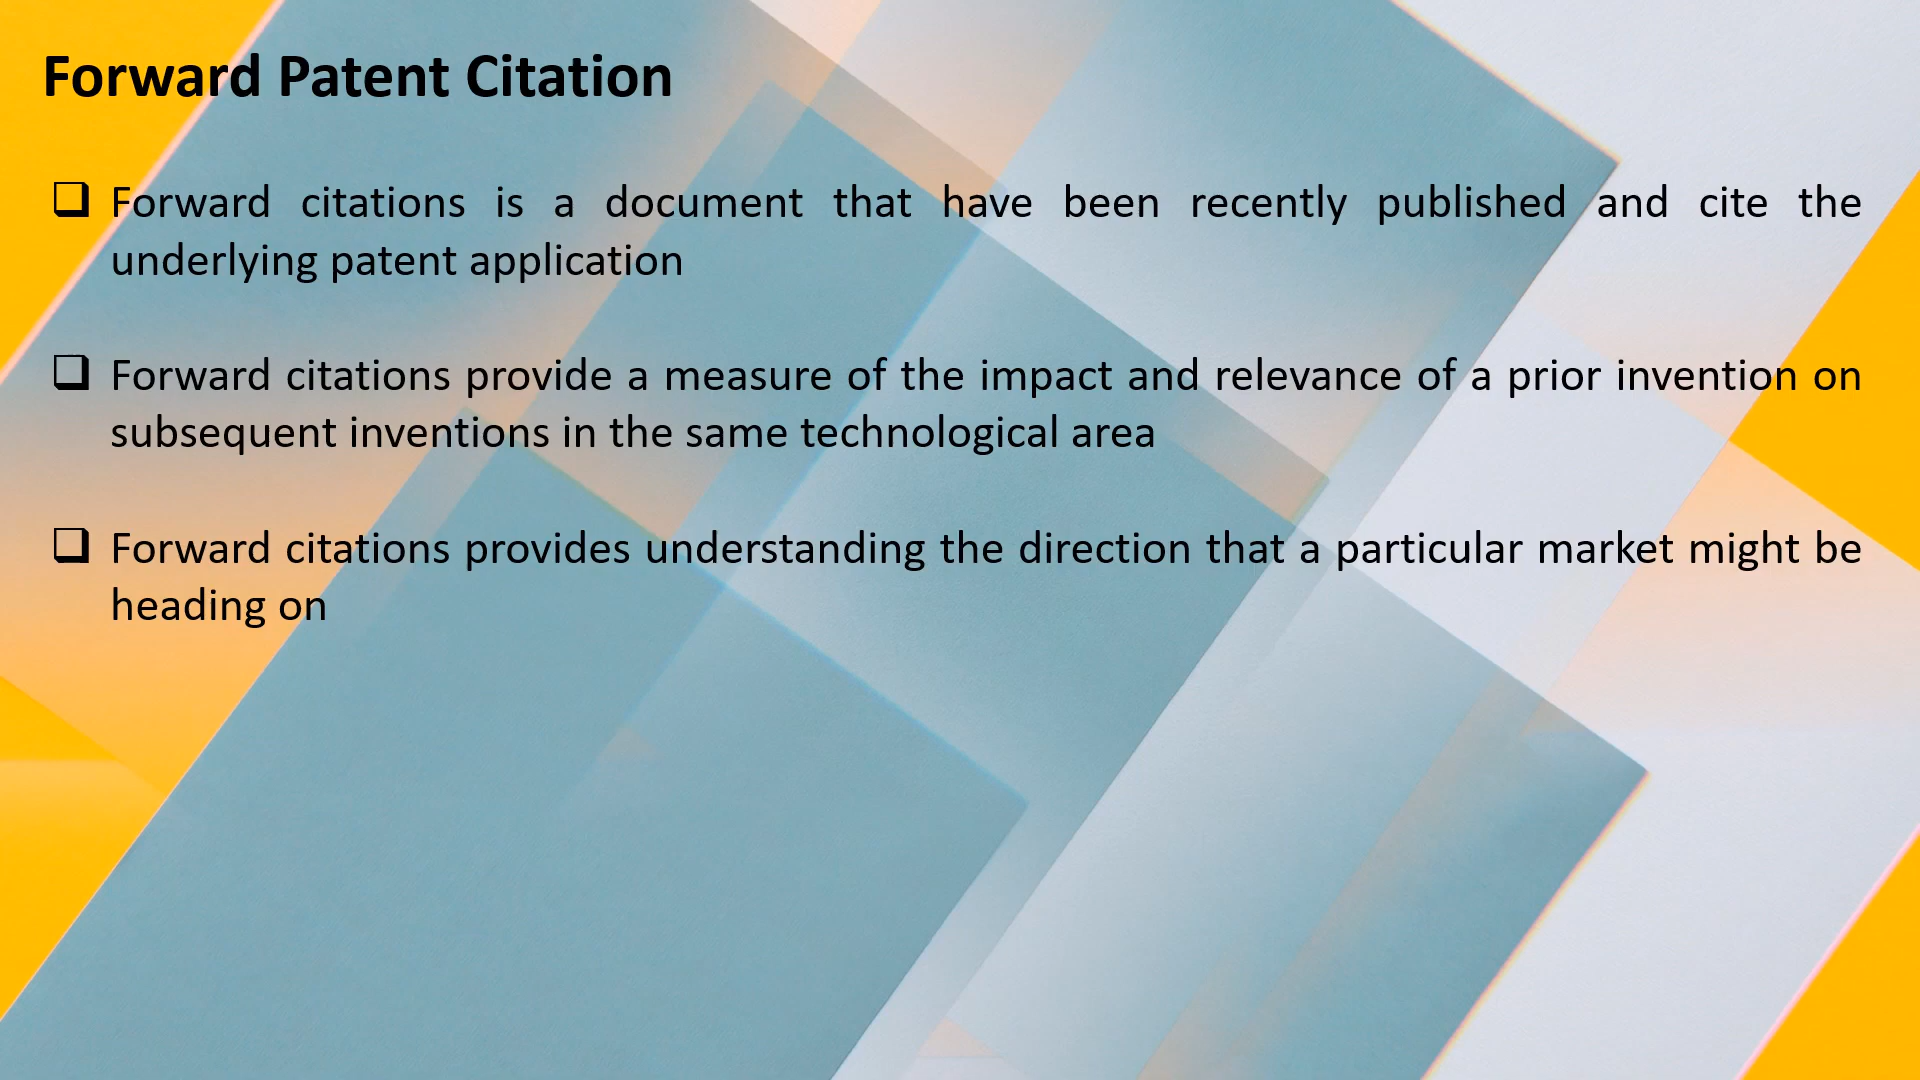 Forward Patent Citation
❑ Forward citations is a document that have been recently published and cite the
underlying patent application
❑ Forward citations provide a measure of the impact and relevance of a prior invention on
subsequent inventions in the same technological area
❑ Forward citations provides understanding the direction that a particular market might be
heading on